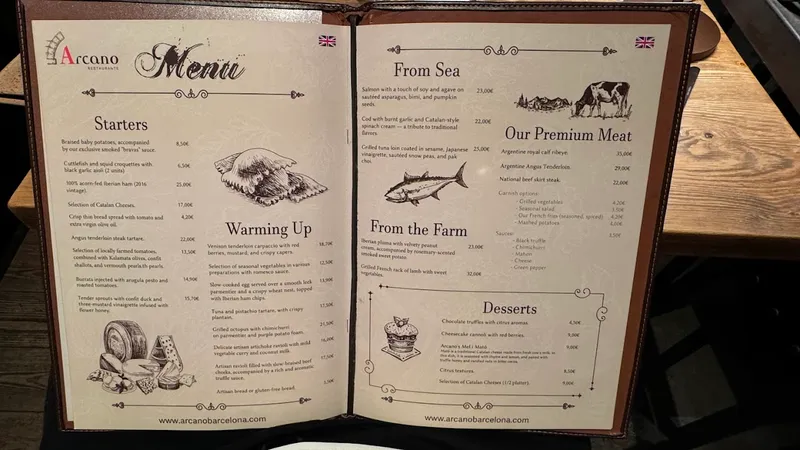 Arcano
RESTAURANTE
Menú
Starters
Braised baby potatoes, accompanied
by our exclusive smoked "bravas" sauce.
8,50€
Cuttlefish and squid croquettes with
black garlic aioli (2 units)
6,50€
100% acorn-fed Iberian ham (2016
vintage).
25,00€
Selection of Catalan Cheeses.
17,00€
Crisp thin bread spread with tomato and
extra virgin olive oil.
4,20€
Angus tenderloin steak tartare.
22,00€
Selection of locally farmed tomatoes,
combined with Kalamata olives, confit
shallots, and vermouth pearls.
13,50€
Burrata injected with arugula pesto and
roasted tomatoes.
14,90€
Tender sprouts with confit duck and
three-mustard vinaigrette infused with
flower honey.
15,70€
Warming Up
Venison tenderloin carpaccio with red
berries, mustard, and crispy capers.
18,70€
Selection of seasonal vegetables in various
preparations with romesco sauce.
12,50€
Slow-cooked egg served over a smooth leek
parmentier and a crispy wheat nest, topped
with Iberian ham chips.
13,90€
Tuna and pistachio tartare, with crispy
plantain.
17,50€
Grilled octopus with chimichurri
on parmentier and purple potato foam.
21,50€
Delicate artisan artichoke ravioli with mild
vegetable curry and coconut milk.
16,00€
Artisan ravioli filled with slow-braised beef
cheeks, accompanied by a rich and aromatic
truffle sauce.
17,50€
Artisan bread or gluten-free bread.
www.arcanobarcelona.com
From Sea
Salmon with a touch of soy and agave on
sautéed asparagus, bimi, and pumpkin
seeds.
23,00€
Cod with burnt garlic and Catalan-style
spinach cream — a tribute to traditional
flavors.
22,00€
Grilled tuna loin coated in sesame, Japanese
vinaigrette, sautéed snow peas, and pak
choi.
25,00€
From the Farm
Iberian pluma with velvety peanut
cream, accompanied by rosemary-scented
smoked sweet potato.
23,00€
Grilled French rack of lamb with sweet
vegetables.
32,00€
Our Premium Meat
Argentine royal calf ribeye.
35,00€
Argentine Angus Tenderloin.
29,00€
National beef skirt steak.
22,00€
Garnish options:
- Grilled vegetables
4,20€
- Seasonal salad
- Our French fries (seasoned, spiced)
4,20€
- Mashed potatoes
Sauces:
- Black truffle
- Chimichurri
- Mahón
- Cheese
- Green pepper
Desserts
Chocolate truffles with citrus aromas.
4,50€
Cheesecake cannoli with red berries.
9,00€
Arcano's Mel i Mató
9,00€
Citrus textures.
8,50€
Selection of Catalan Cheeses (1/2 platter).
9,00€
www.arcanobarcelona.com